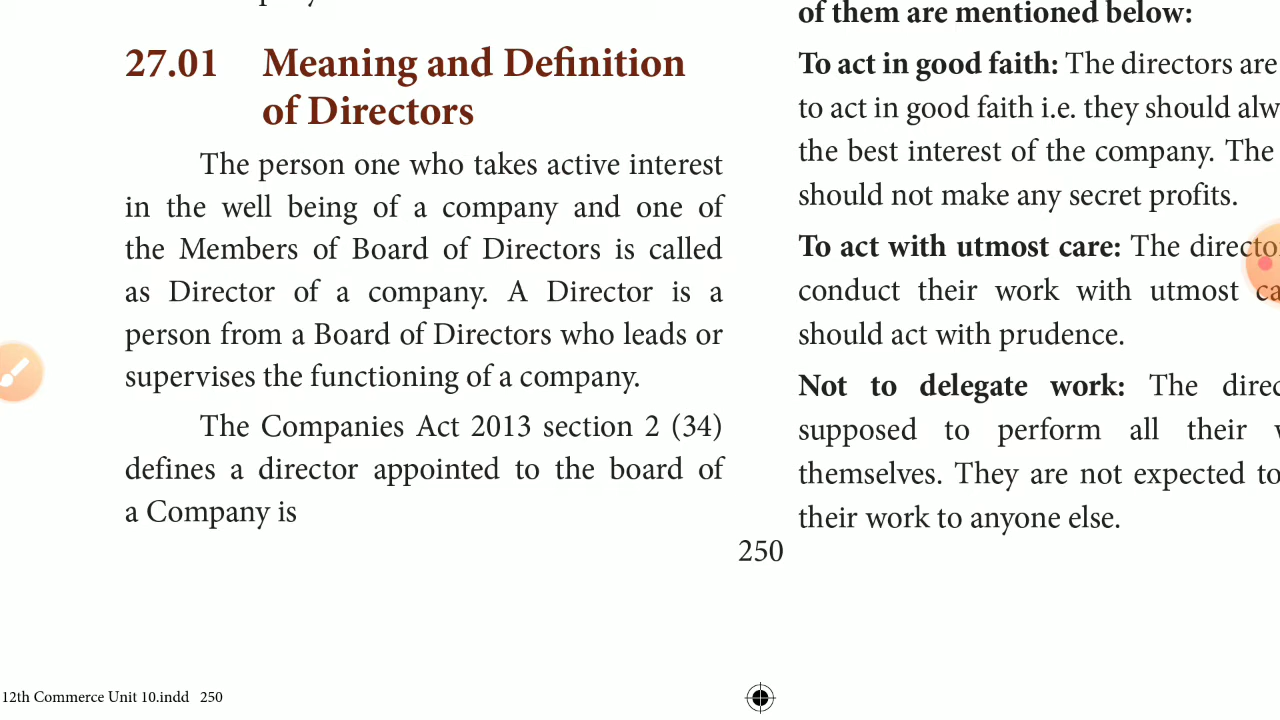 27.01 Meaning and Definition
of Directors
The person one who takes active interest
in the well being of a company and one of
the Members of Board of Directors is called
as Director of a company. A Director is a
person from a Board of Directors who leads or
supervises the functioning of a company.
The Companies Act 2013 section 2 (34)
defines a director appointed to the board of
a Company is
of them are mentioned below:
To act in good faith: The directors are
to act in good faith i.e. they should
the best interest of the company. The
should not make any secret profits.
To act with utmost care: The
conduct their work with utmost
should act with prudence.
Not to delegate work: The
supposed to perform all their
themselves. They are not expected to
their work to anyone else.
250
12th Commerce Unit 10.indd 250